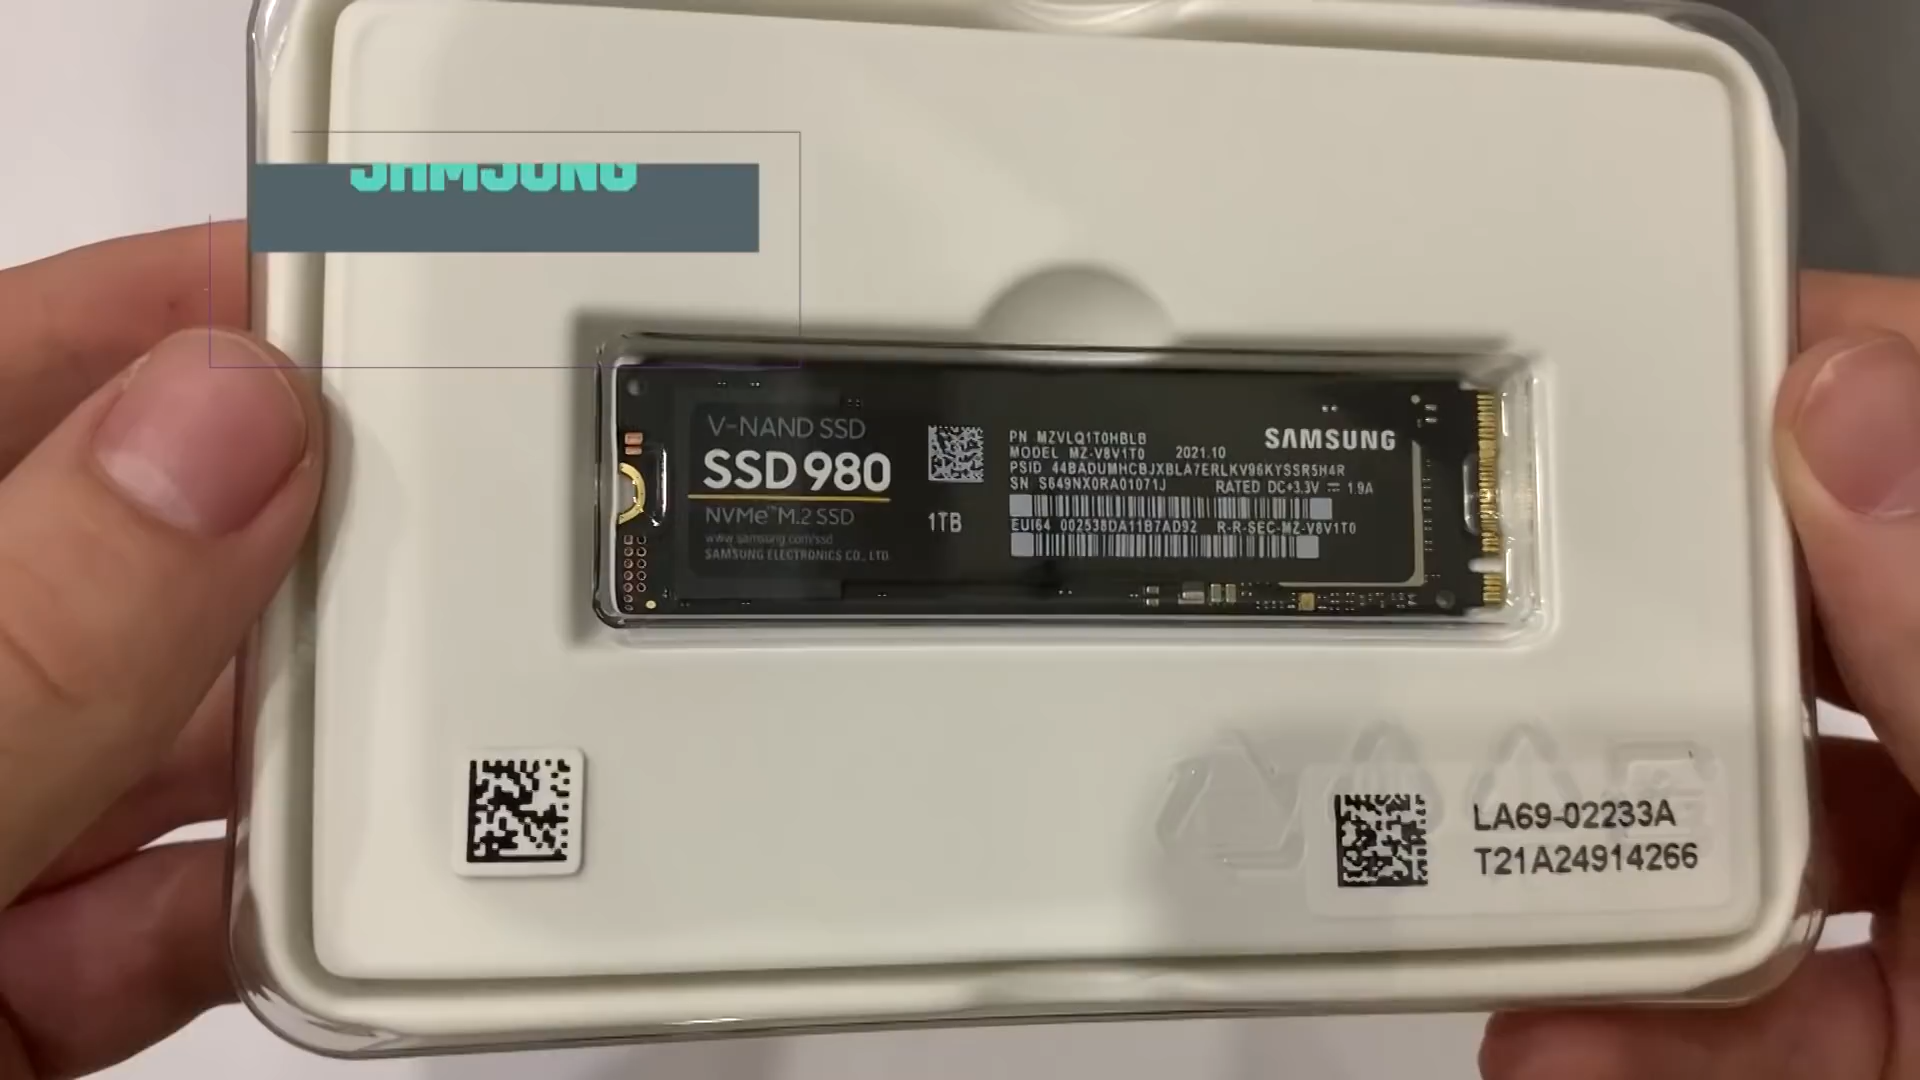 SAMSUNG
V-NAND SSD
SSD 980
NVMe™ M.2 SSD
www.samsung.com/ssd
SAMSUNG ELECTRONICS CO., LTD.
1TB
PN MZVLQ1T0HBLB
MODEL MZ-V8V1T0 2021.10
PSID 44BADUMHCBJXBLA7ERLKV96KYSSR5H4R
SN S649NX0RA01071J RATED DC+3.3V ⎓ 1.9A
EUI64 002538DA11B7AD92 R-R-SEC-MZ-V8V1T0
SAMSUNG
LA69-02233A
T21A24914266